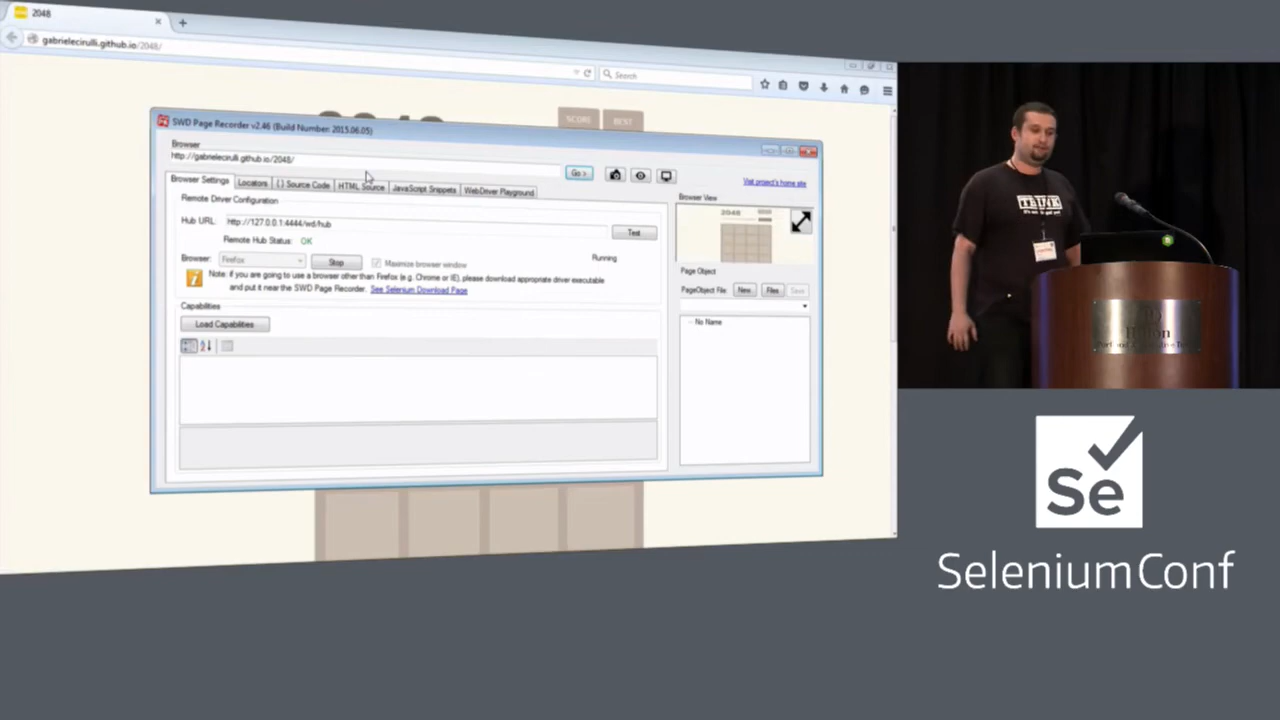 2048
gabrielecirulli.github.io/2048/
Search
SCORE
BEST
SWD Page Recorder v2.46 (Build Number: 2015.06.05)
Browser
http://gabrielecirulli.github.io/2048/
Go >
Visit project's home site
Browser Settings
Locators
{ } Source Code
HTML Source
JavaScript Snippets
WebDriver Playground
Remote Driver Configuration
Hub URL:
http://127.0.0.1:4444/wd/hub
Test
Remote Hub Status: OK
Browser:
Firefox
Stop
Maximize browser window
Running
Note: if you are going to use a browser other than Firefox (e.g. Chrome or IE), please download appropriate driver executable
and put it near the SWD Page Recorder. See Selenium Download Page
Capabilities
Load Capabilities
Browser View
2048
Page Object
PageObject File
New
Files
Save
No Name
THINK
Se
SeleniumConf